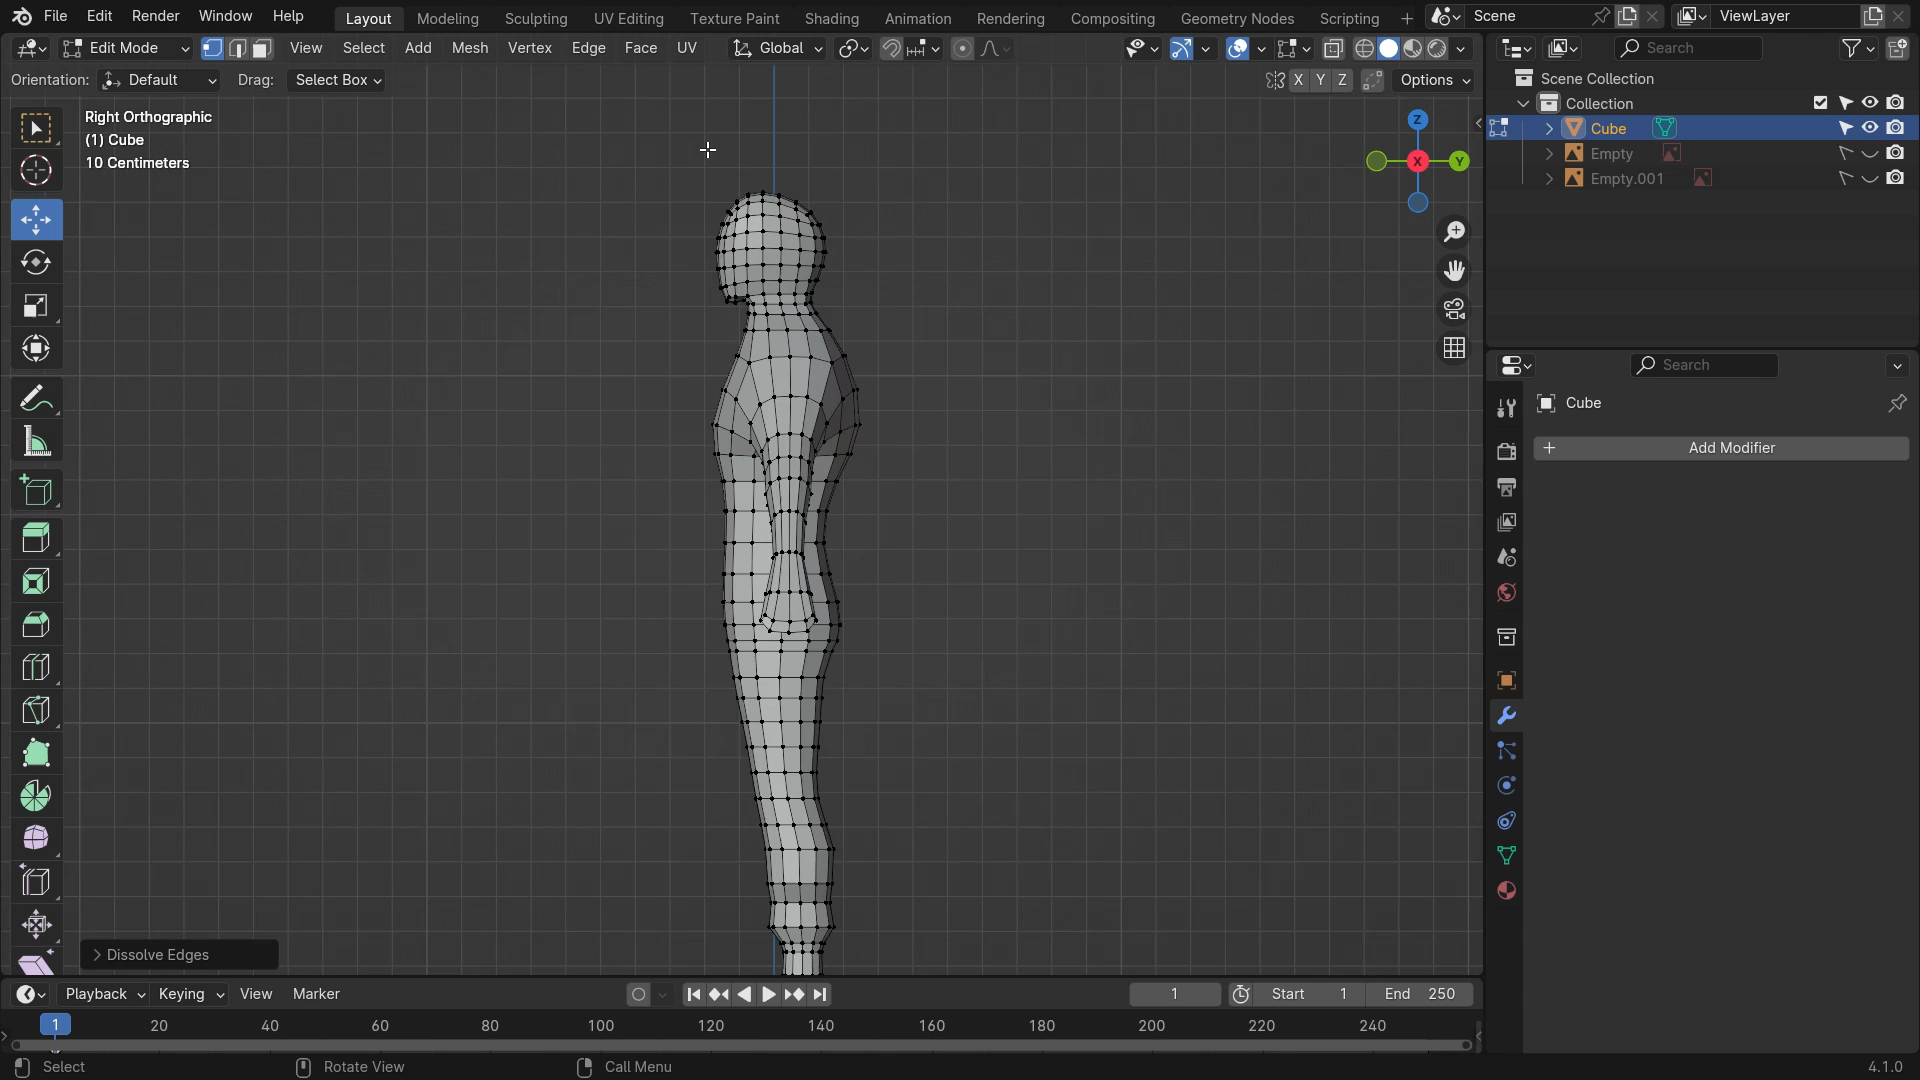 File Edit Render Window Help Layout Modeling Sculpting UV Editing Texture Paint Shading Animation Rendering Compositing Geometry Nodes Scripting + Scene ViewLayer
Edit Mode View Select Add Mesh Vertex Edge Face UV Global Search
Orientation: Default Drag: Select Box X Y Z Options
Scene Collection
Collection
Cube
Empty
Empty.001
Right Orthographic
(1) Cube
10 Centimeters
Z
X Y
Search
Cube
+ Add Modifier
> Dissolve Edges
Playback Keying View Marker 1 Start 1 End 250
1 20 40 60 80 100 120 140 160 180 200 220 240
Select Rotate View Call Menu 4.1.0